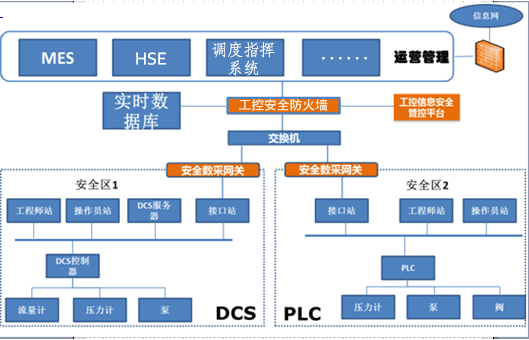 信息网
MES
HSE
调度指挥
系统
······
运营管理
实时数
据库
工控安全防火墙
工控信息安全
管控平台
交换机
安全数采网关
安全数采网关
安全区1
安全区2
工程师站
操作员站
DCS服务
器
接口站
接口站
工程师站
操作员站
DCS控制
器
PLC
流量计
压力计
泵
DCS
PLC
压力计
泵
阀